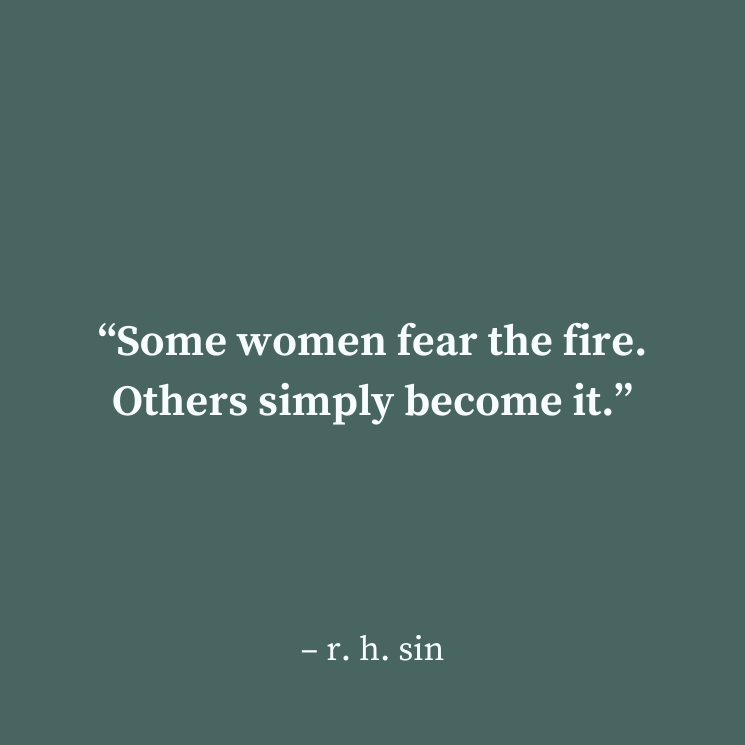 “Some women fear the fire.
Others simply become it.”
– r. h. sin